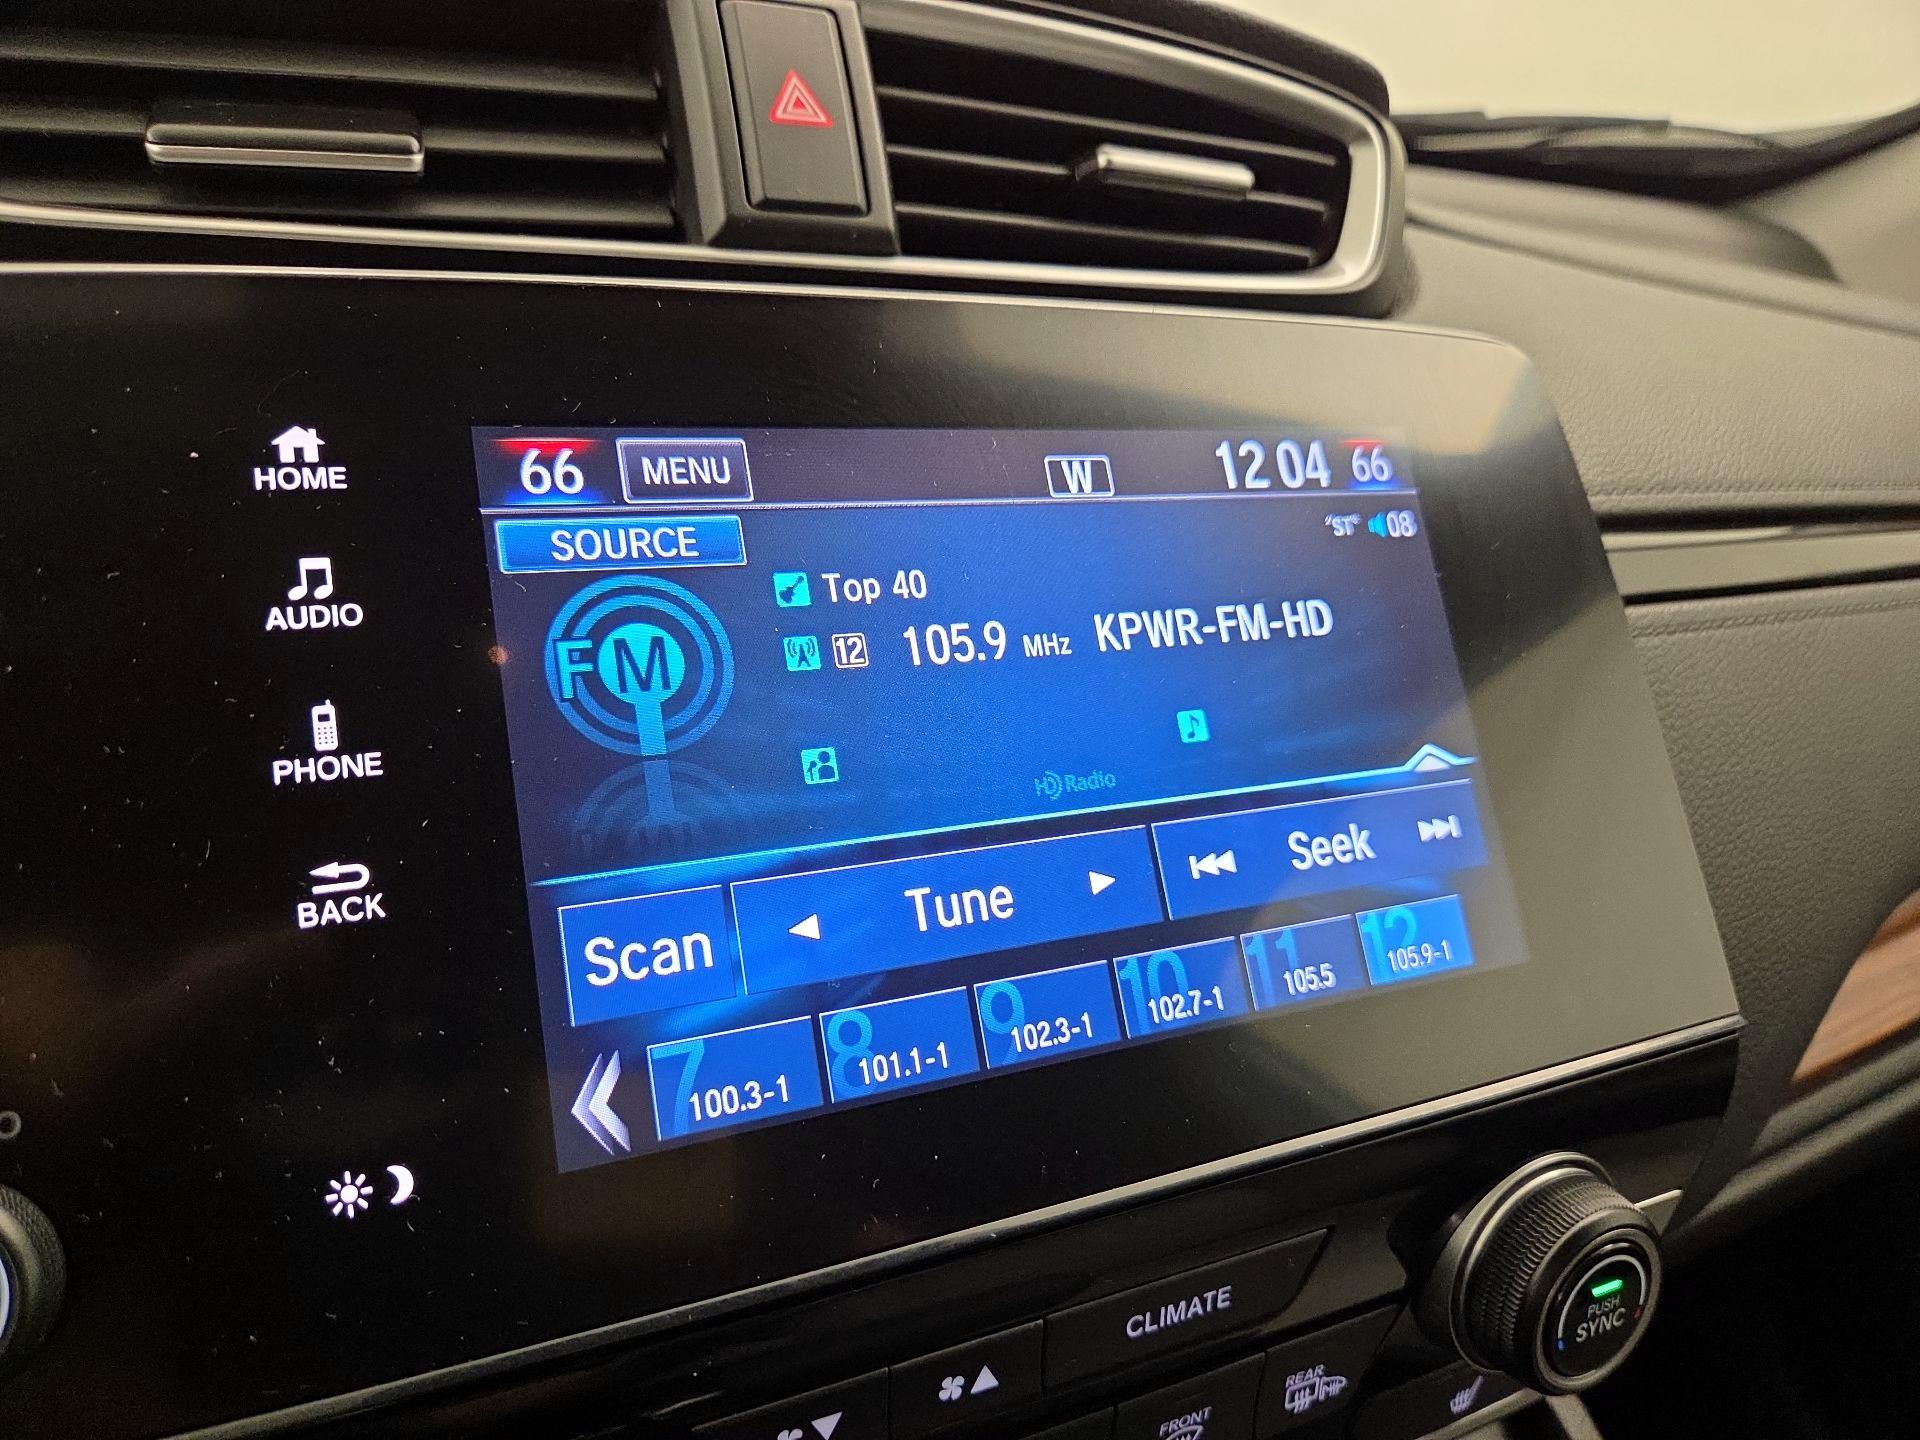 HOME
AUDIO
PHONE
BACK
66 MENU W 12 04 66
SOURCE
"ST" 08
FM
Top 40
12 105.9 MHz KPWR-FM-HD
HD Radio
Scan Tune Seek
7 100.3-1
8 101.1-1
9 102.3-1
10 102.7-1
11 105.5
12 105.9-1
CLIMATE
PUSH
SYNC
REAR
FRONT